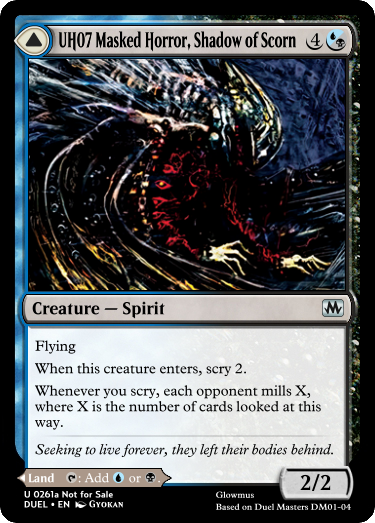 UH07 Masked Horror, Shadow of Scorn 4
Creature — Spirit
Flying
When this creature enters, scry 2.
Whenever you scry, each opponent mills X,
where X is the number of cards looked at this
way.
Seeking to live forever, they left their bodies behind.
Land : Add or .
2/2
U 0261a Not for Sale
DUEL • EN GYOKAN
Glowmus
Based on Duel Masters DM01-04